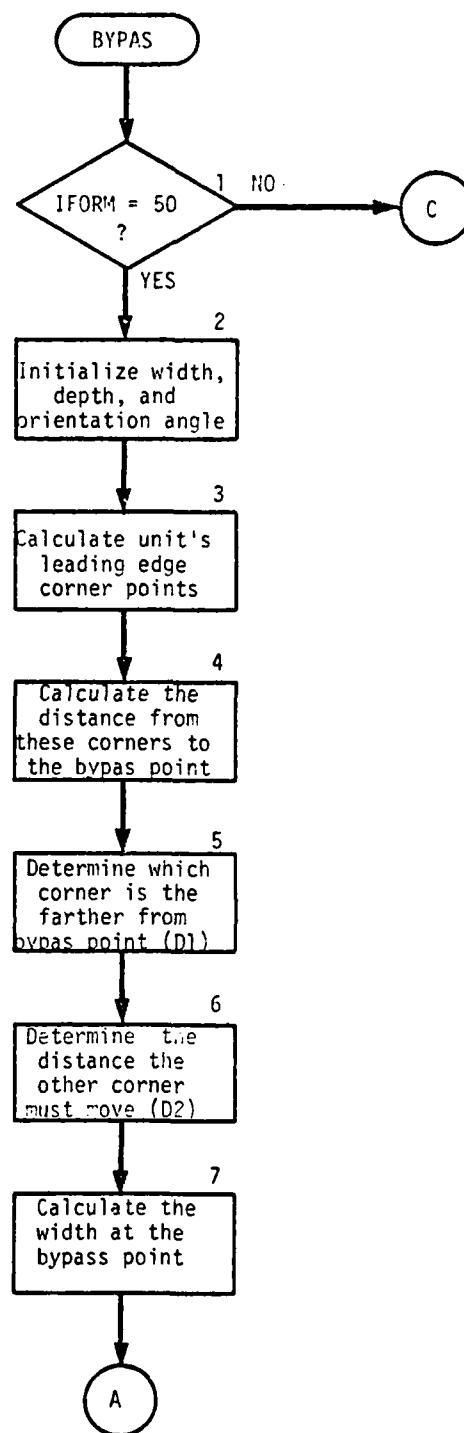 BYPAS
1 NO
IFORM = 50
?
C
YES
2
Initialize width,
depth, and
orientation angle
3
Calculate unit's
leading edge
corner points
4
Calculate the
distance from
these corners to
the bypas point
5
Determine which
corner is the
farther from
bypas point (D1)
6
Determine the
distance the
other corner
must move (D2)
7
Calculate the
width at the
bypass point
A